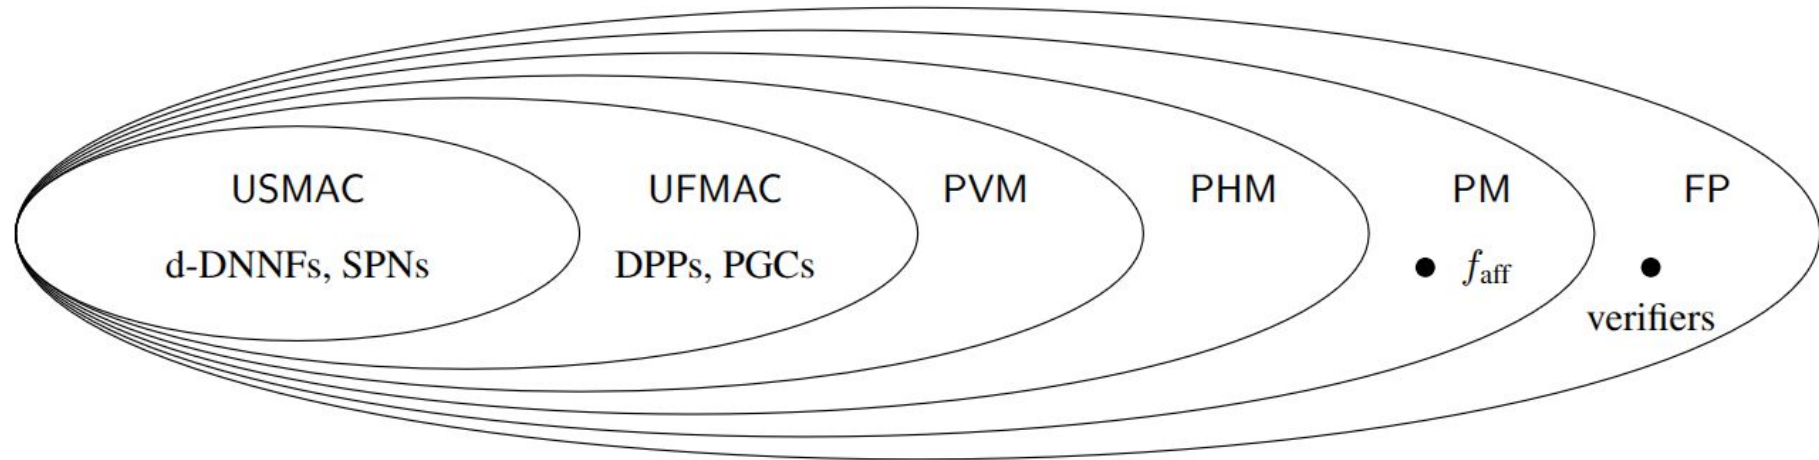 USMAC UFMAC PVM PHM PM FP
d-DNNFs, SPNs DPPs, PGCs f_aff
verifiers